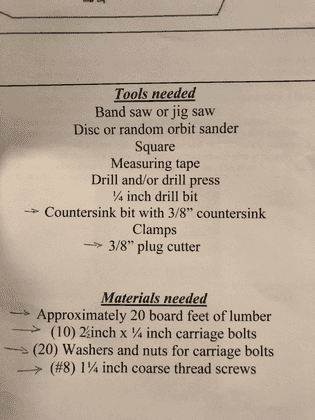 Tools needed
Band saw or jig saw
Disc or random orbit sander
Square
Measuring tape
Drill and/or drill press
¼ inch drill bit
→ Countersink bit with 3/8” countersink
Clamps
→ 3/8” plug cutter
Materials needed
→ Approximately 20 board feet of lumber
→ (10) 2½inch x ¼ inch carriage bolts
→ (20) Washers and nuts for carriage bolts
→ (#8) 1¼ inch coarse thread screws